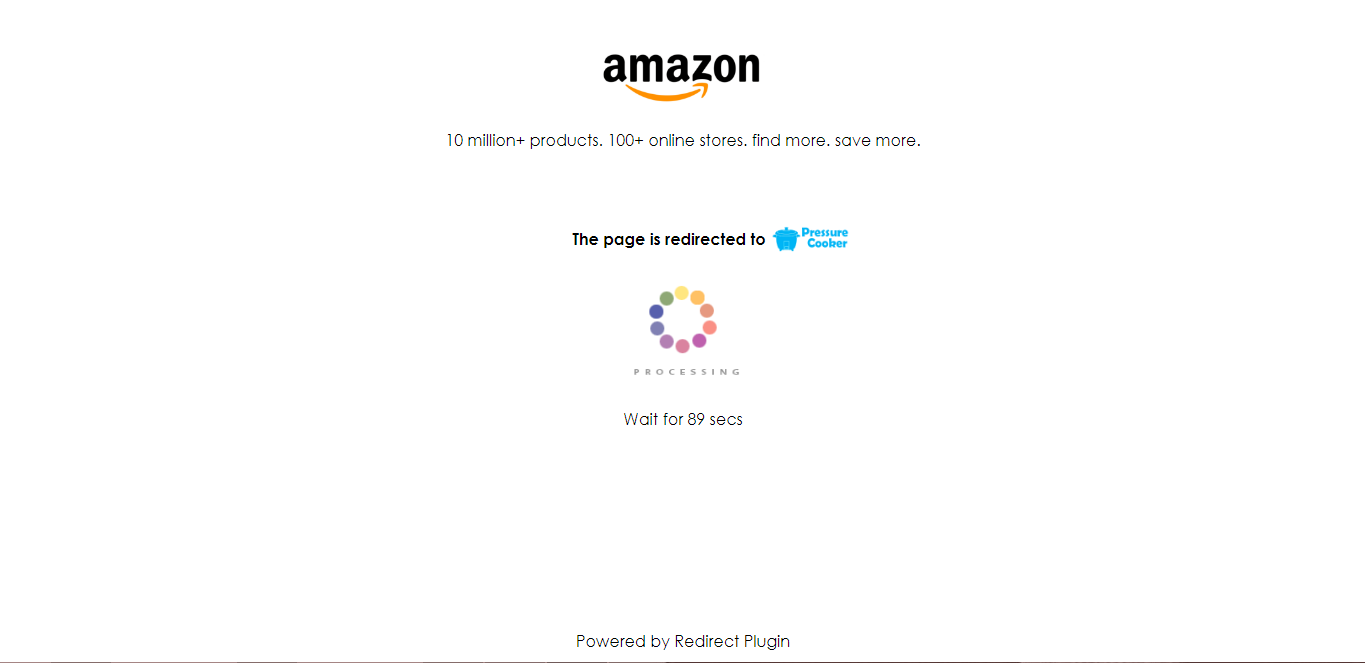 amazon
10 million+ products. 100+ online stores. find more. save more.
The page is redirected to Pressure Cooker
PROCESSING
Wait for 89 secs
Powered by Redirect Plugin